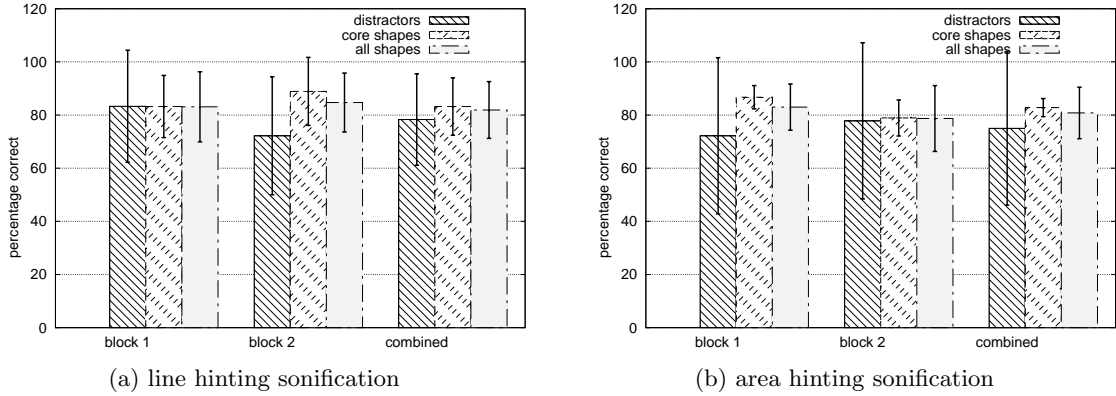 120
100
80
60
40
20
0
percentage correct
distractors
core shapes
all shapes
block 1 block 2 combined
(a) line hinting sonification
120
100
80
60
40
20
0
percentage correct
distractors
core shapes
all shapes
block 1 block 2 combined
(b) area hinting sonification